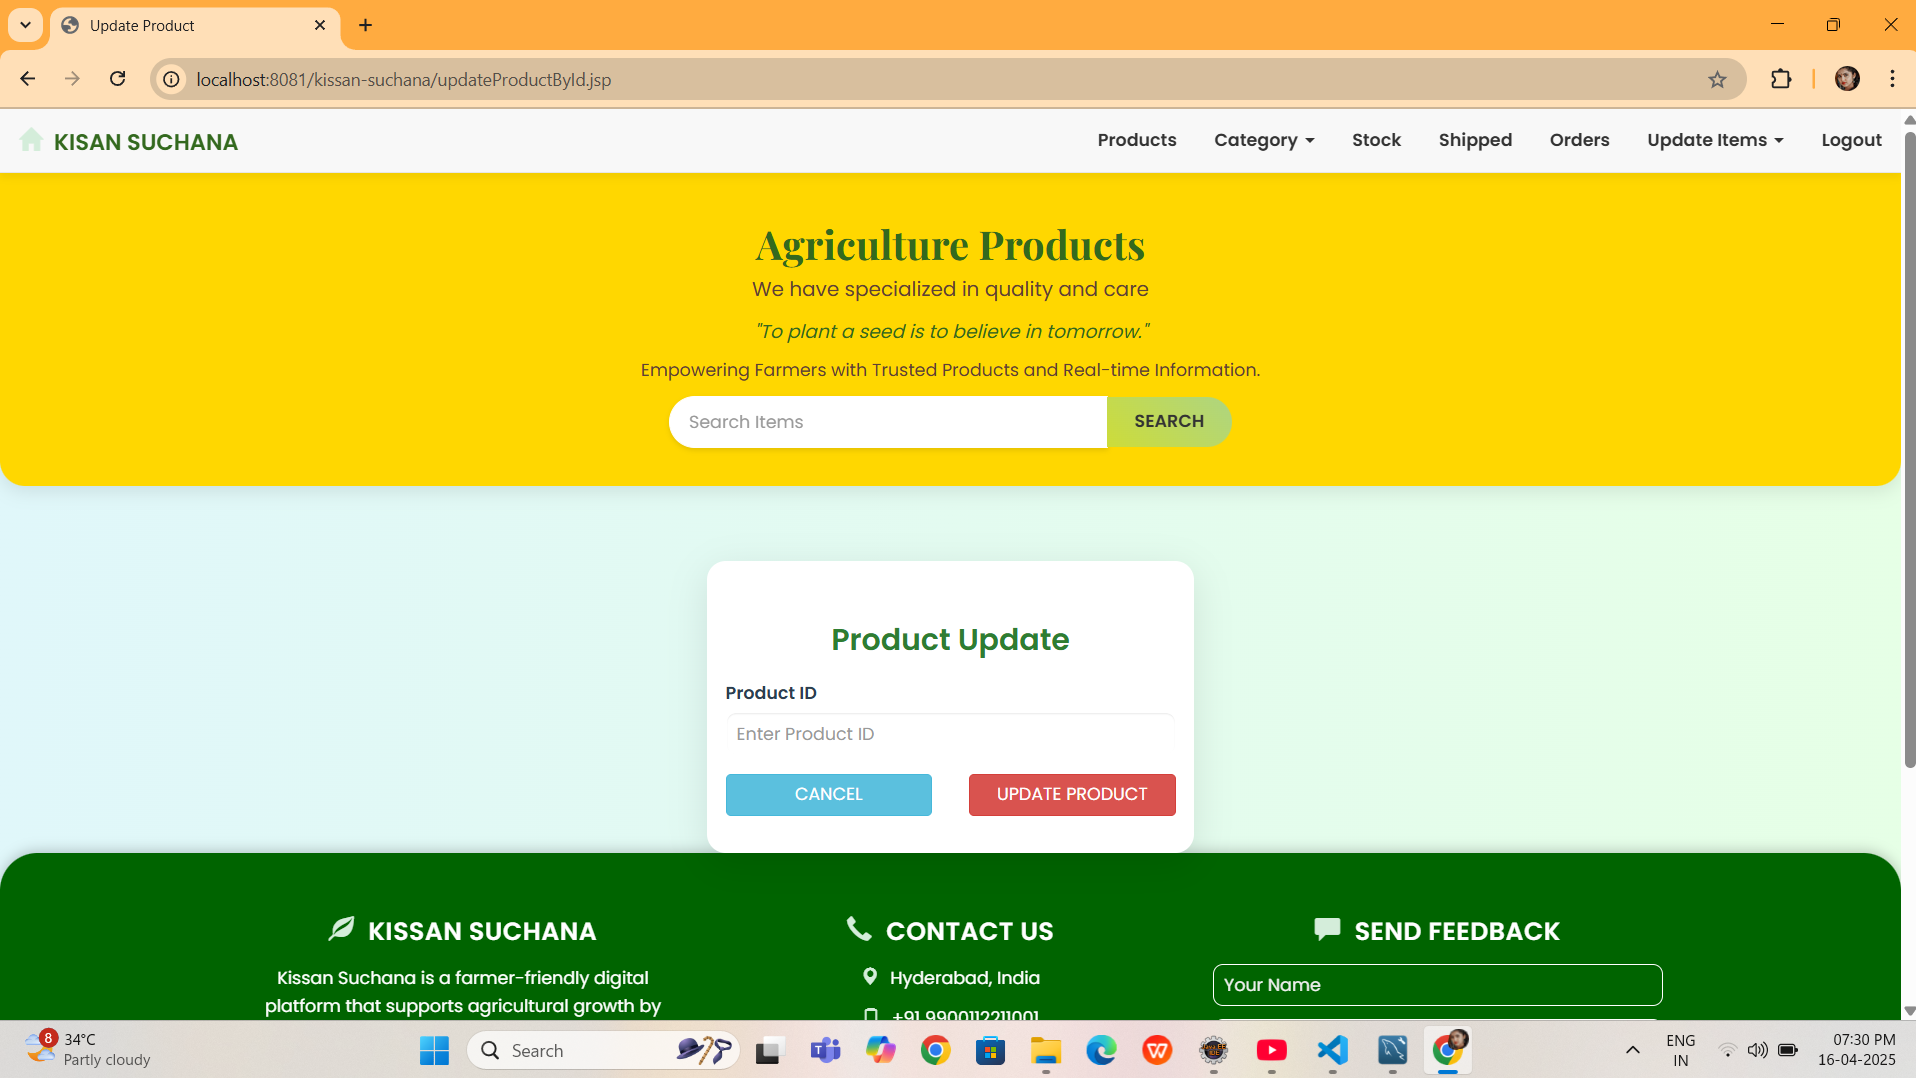 Update Product
localhost:8081/kissan-suchana/updateProductById.jsp
KISAN SUCHANA
Products
Category
Stock
Shipped
Orders
Update Items
Logout
Agriculture Products
We have specialized in quality and care
"To plant a seed is to believe in tomorrow."
Empowering Farmers with Trusted Products and Real-time Information.
Search Items
SEARCH
Product Update
Product ID
Enter Product ID
CANCEL
UPDATE PRODUCT
KISSAN SUCHANA
Kissan Suchana is a farmer-friendly digital
platform that supports agricultural growth by
CONTACT US
Hyderabad, India
+91 9900112211001
SEND FEEDBACK
Your Name
8
34°C
Partly cloudy
Search
ENG
IN
07:30 PM
16-04-2025